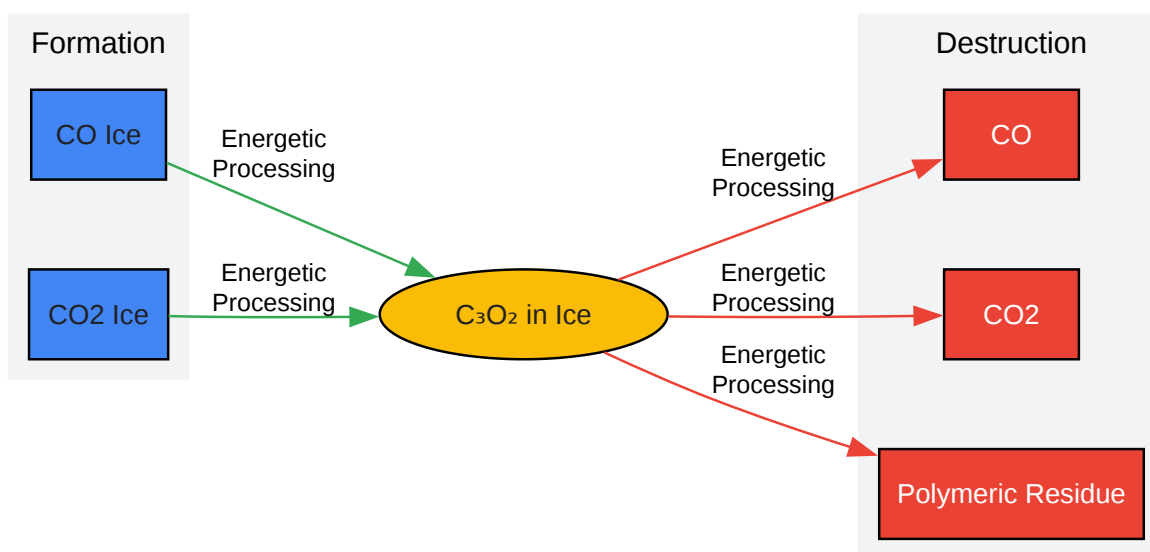 Formation
Destruction
CO Ice
Energetic
Processing
Energetic
Processing
CO
CO2 Ice
Energetic
Processing
C₃O₂ in Ice
Energetic
Processing
CO2
Energetic
Processing
Polymeric Residue